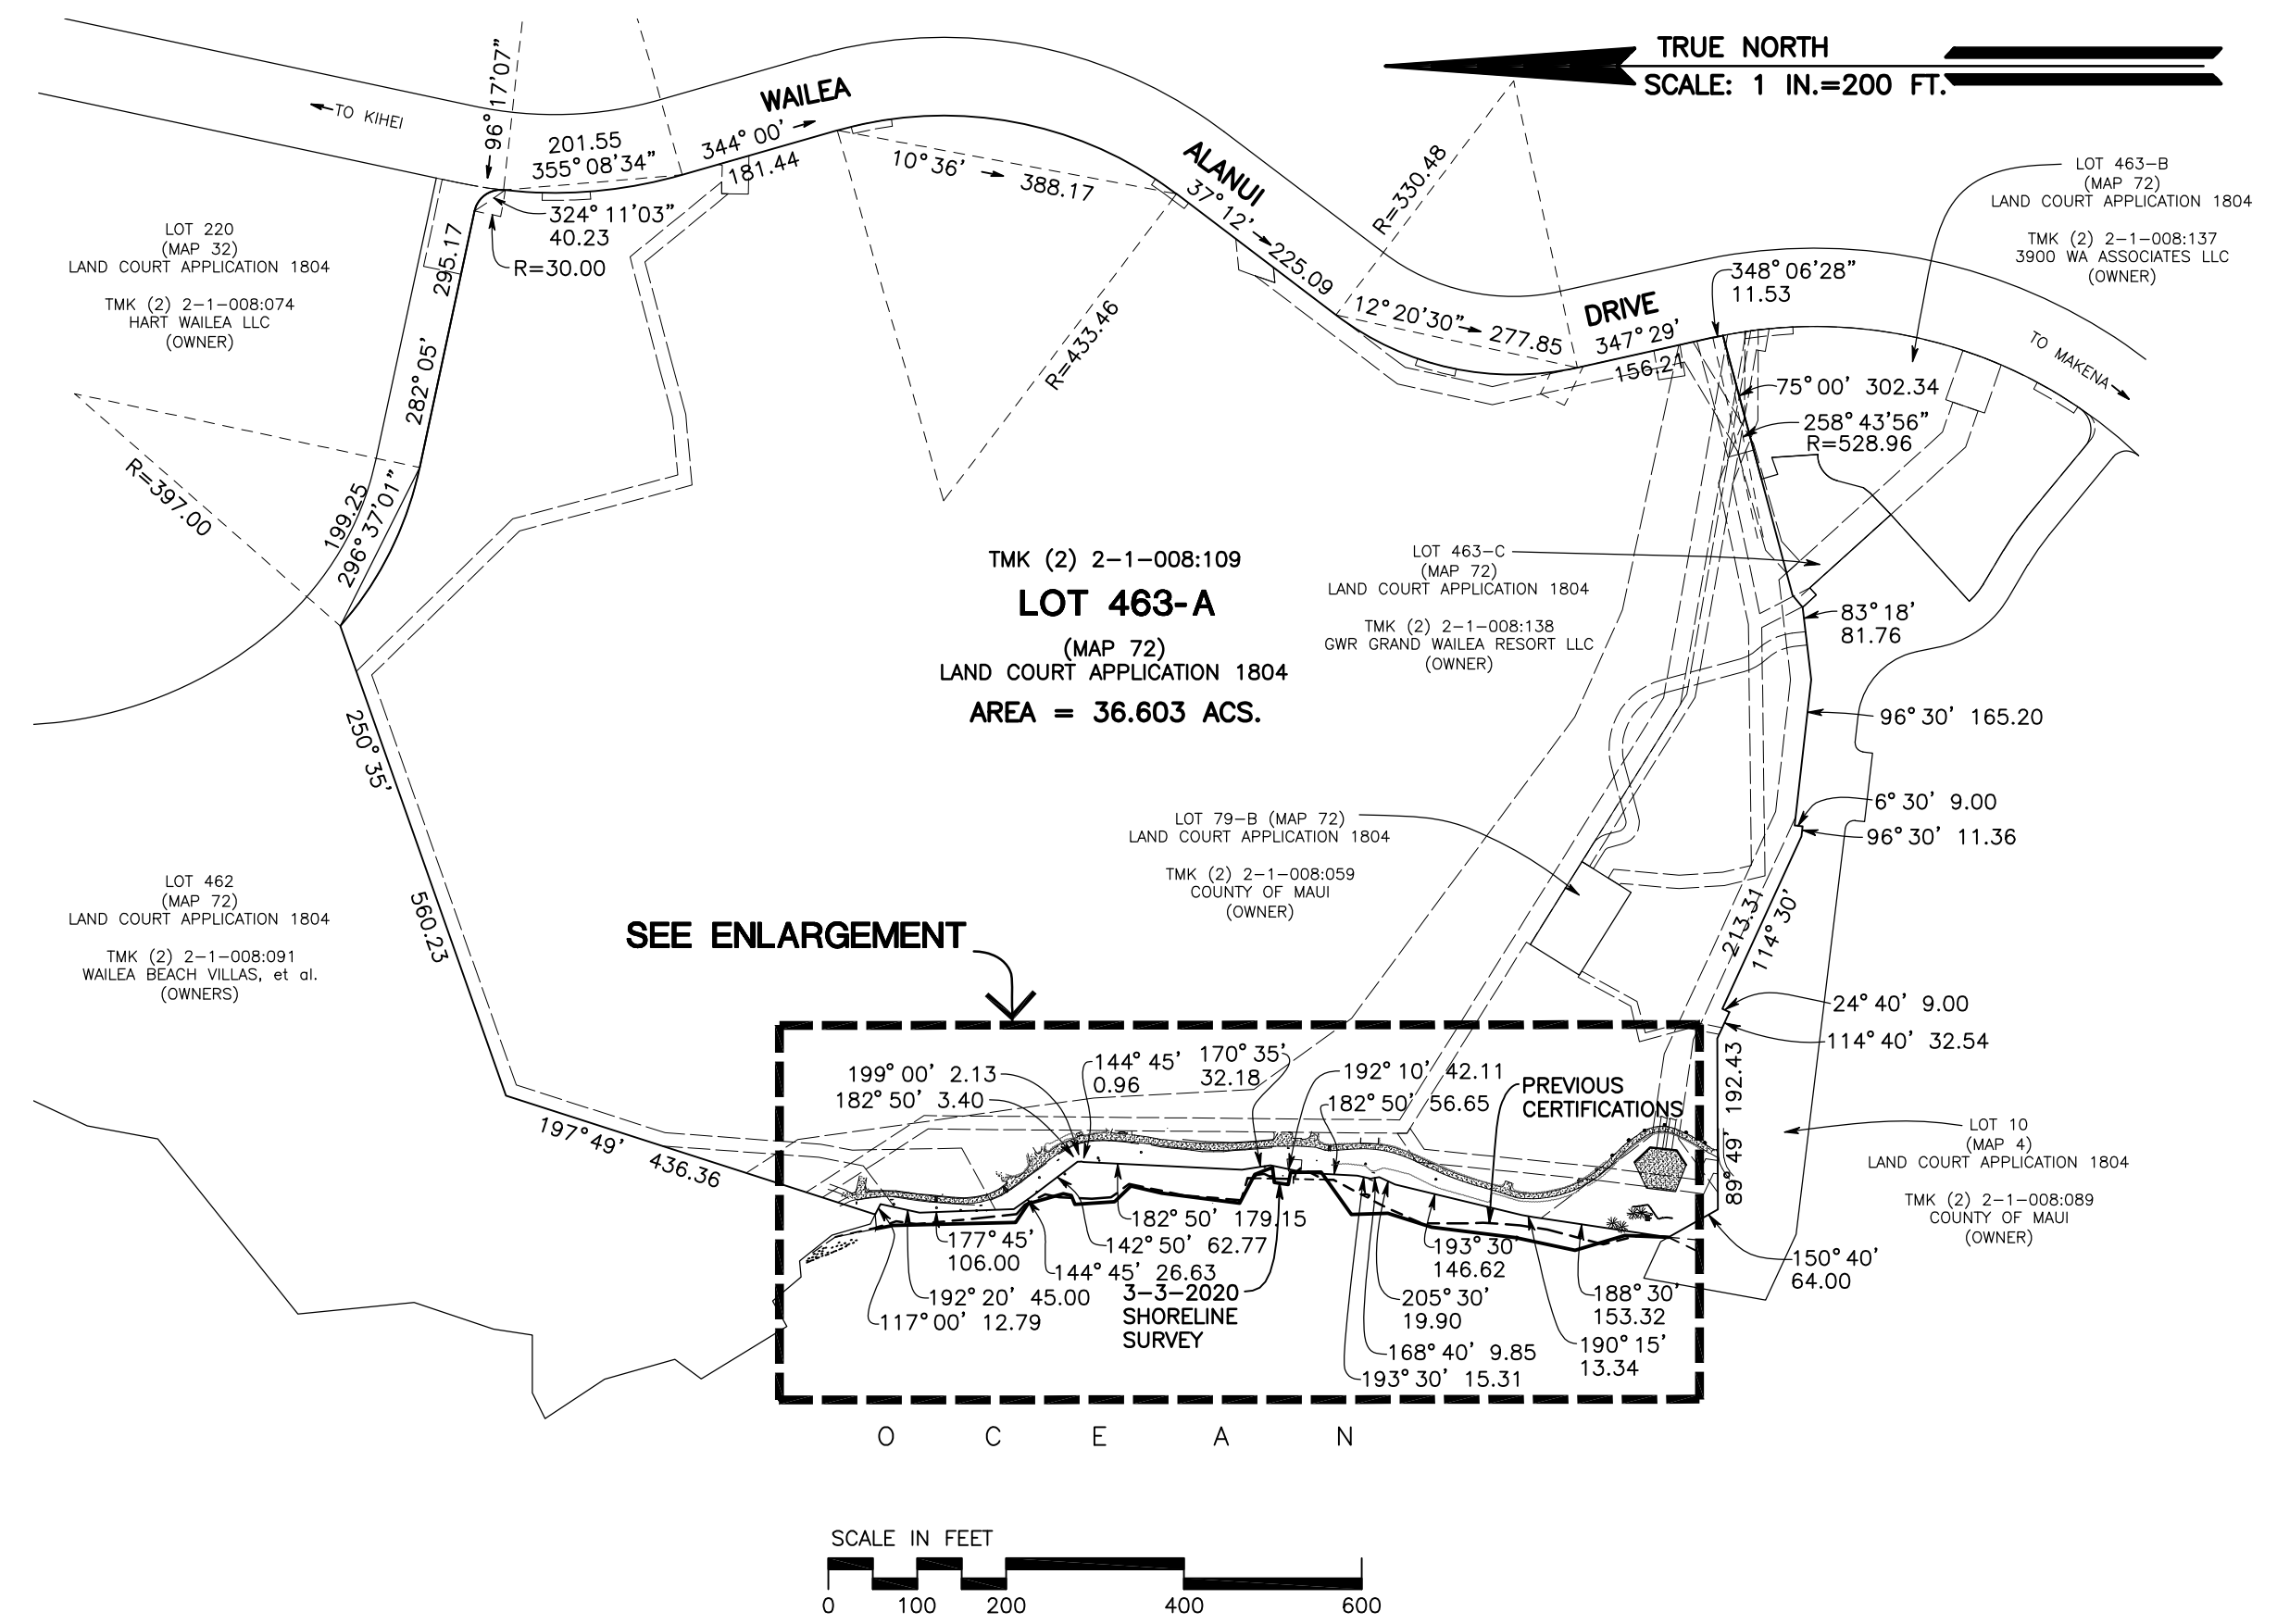 TRUE NORTH
SCALE: 1 IN.=200 FT.
TO KIHEI
96° 17'07"
WAILEA
ALANUI
DRIVE
TO MAKENA
201.55
355° 08'34"
344° 00'
181.44
324° 11'03"
40.23
R=30.00
10° 36' 388.17
37° 12' 225.09
R=330.48
R=433.46
12° 20'30" 277.85
347° 29'
156.21
348° 06'28"
11.53
LOT 463-B
(MAP 72)
LAND COURT APPLICATION 1804
TMK (2) 2-1-008:137
3900 WA ASSOCIATES LLC
(OWNER)
LOT 220
(MAP 32)
LAND COURT APPLICATION 1804
TMK (2) 2-1-008:074
HART WAILEA LLC
(OWNER)
295.17
282° 05'
R=397.00
199.25
296° 37'01"
75° 00' 302.34
258° 43'56"
R=528.96
TMK (2) 2-1-008:109
LOT 463-A
(MAP 72)
LAND COURT APPLICATION 1804
AREA = 36.603 ACS.
LOT 463-C
(MAP 72)
LAND COURT APPLICATION 1804
TMK (2) 2-1-008:138
GWR GRAND WAILEA RESORT LLC
(OWNER)
83° 18'
81.76
96° 30' 165.20
6° 30' 9.00
96° 30' 11.36
250° 35'
560.23
LOT 79-B (MAP 72)
LAND COURT APPLICATION 1804
TMK (2) 2-1-008:059
COUNTY OF MAUI
(OWNER)
213.31
114° 30'
24° 40' 9.00
114° 40' 32.54
LOT 462
(MAP 72)
LAND COURT APPLICATION 1804
TMK (2) 2-1-008:091
WAILEA BEACH VILLAS, et al.
(OWNERS)
SEE ENLARGEMENT
197° 49' 436.36
199° 00' 2.13
182° 50' 3.40
144° 45'
0.96
170° 35'
32.18
192° 10' 42.11
182° 50' 56.65
PREVIOUS
CERTIFICATIONS
89° 49' 192.43
LOT 10
(MAP 4)
LAND COURT APPLICATION 1804
TMK (2) 2-1-008:089
COUNTY OF MAUI
(OWNER)
182° 50' 179.15
142° 50' 62.77
177° 45'
106.00
144° 45' 26.63
192° 20' 45.00
117° 00' 12.79
3-3-2020
SHORELINE
SURVEY
193° 30'
146.62
205° 30'
19.90
168° 40' 9.85
193° 30' 15.31
188° 30'
153.32
190° 15'
13.34
150° 40'
64.00
O C E A N
SCALE IN FEET
0 100 200 400 600